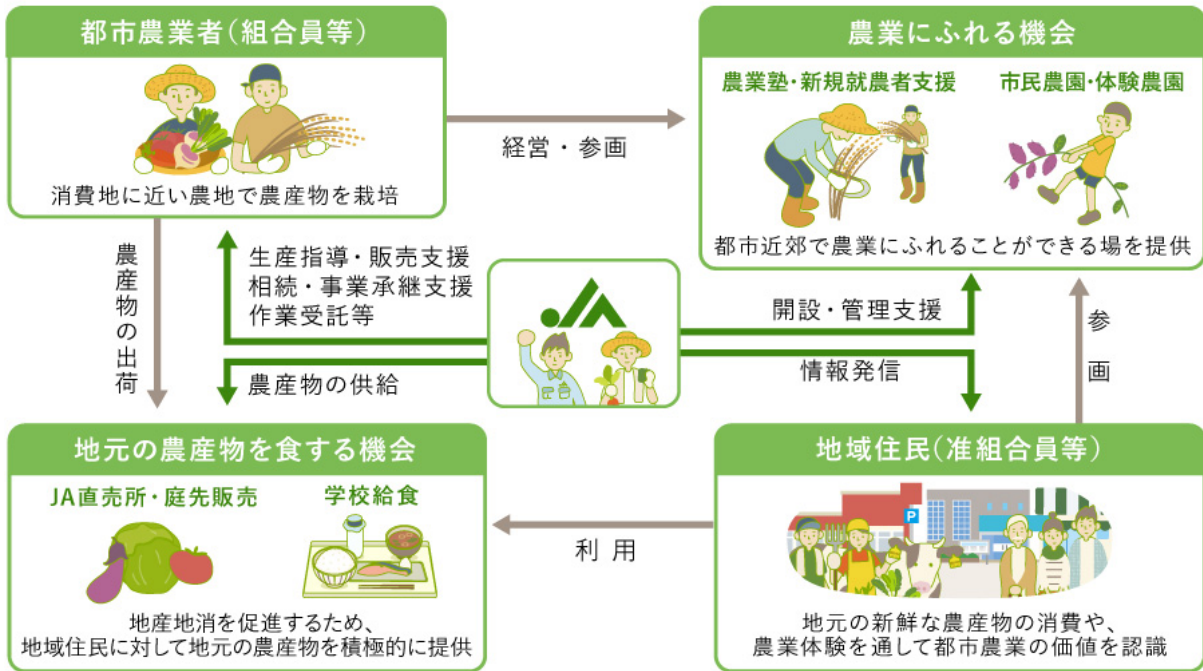 都市農業者(組合員等)
消費地に近い農地で農産物を栽培
経営・参画
農業にふれる機会
農業塾・新規就農者支援
市民農園・体験農園
都市近郊で農業にふれることができる場を提供
農産物の出荷
生産指導・販売支援
相続・事業承継支援
作業受託等
農産物の供給
JA
開設・管理支援
情報発信
参画
地元の農産物を食する機会
JA直売所・庭先販売
学校給食
地産地消を促進するため、
地域住民に対して地元の農産物を積極的に提供
利用
地域住民(准組合員等)
P
地元の新鮮な農産物の消費や、
農業体験を通して都市農業の価値を認識